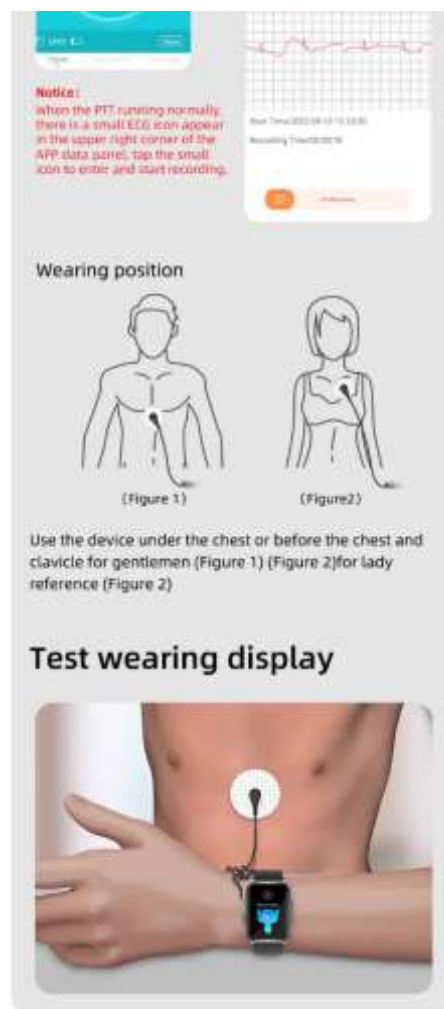 Notice:
When the PTT running normally,
there is a small ECG icon appear
in the upper right corner of the
APP data panel, tap the small
icon to enter and start recording.
Wearing position
(Figure 1)
(Figure2)
Use the device under the chest or before the chest and
clavicle for gentlemen (Figure 1) (Figure 2)for lady
reference (Figure 2)
Test wearing display